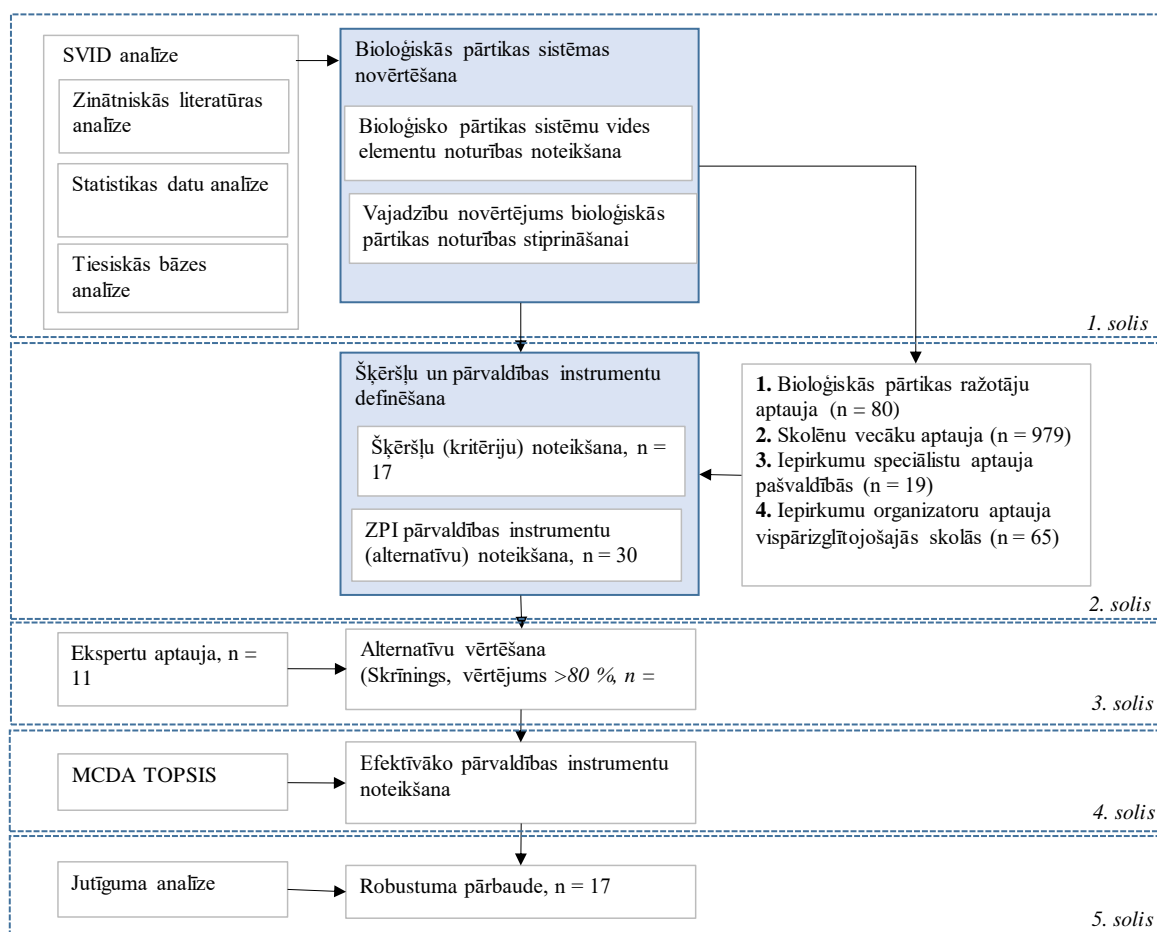 SVID analīze
Zinātniskās literatūras
analīze
Statistikas datu analīze
Tiesiskās bāzes
analīze
Bioloģiskās pārtikas sistēmas
novērtēšana
Bioloģisko pārtikas sistēmu vides
elementu noturības noteikšana
Vajadzību novērtējums bioloģiskās
pārtikas noturības stiprināšanai
1. solis
Šķēršļu un pārvaldības instrumentu
definēšana
Šķēršļu (kritēriju) noteikšana, n =
17
ZPI pārvaldības instrumentu
(alternatīvu) noteikšana, n = 30
1. Bioloģiskās pārtikas ražotāju
aptauja (n = 80)
2. Skolēnu vecāku aptauja (n = 979)
3. Iepirkumu speciālistu aptauja
pašvaldībās (n = 19)
4. Iepirkumu organizatoru aptauja
vispārizglītojošajās skolās (n = 65)
2. solis
Ekspertu aptauja, n =
11
Alternatīvu vērtēšana
(Skrīnings, vērtējums >80 %, n =
3. solis
MCDA TOPSIS
Efektīvāko pārvaldības instrumentu
noteikšana
4. solis
Jutīguma analīze
Robustuma pārbaude, n = 17
5. solis